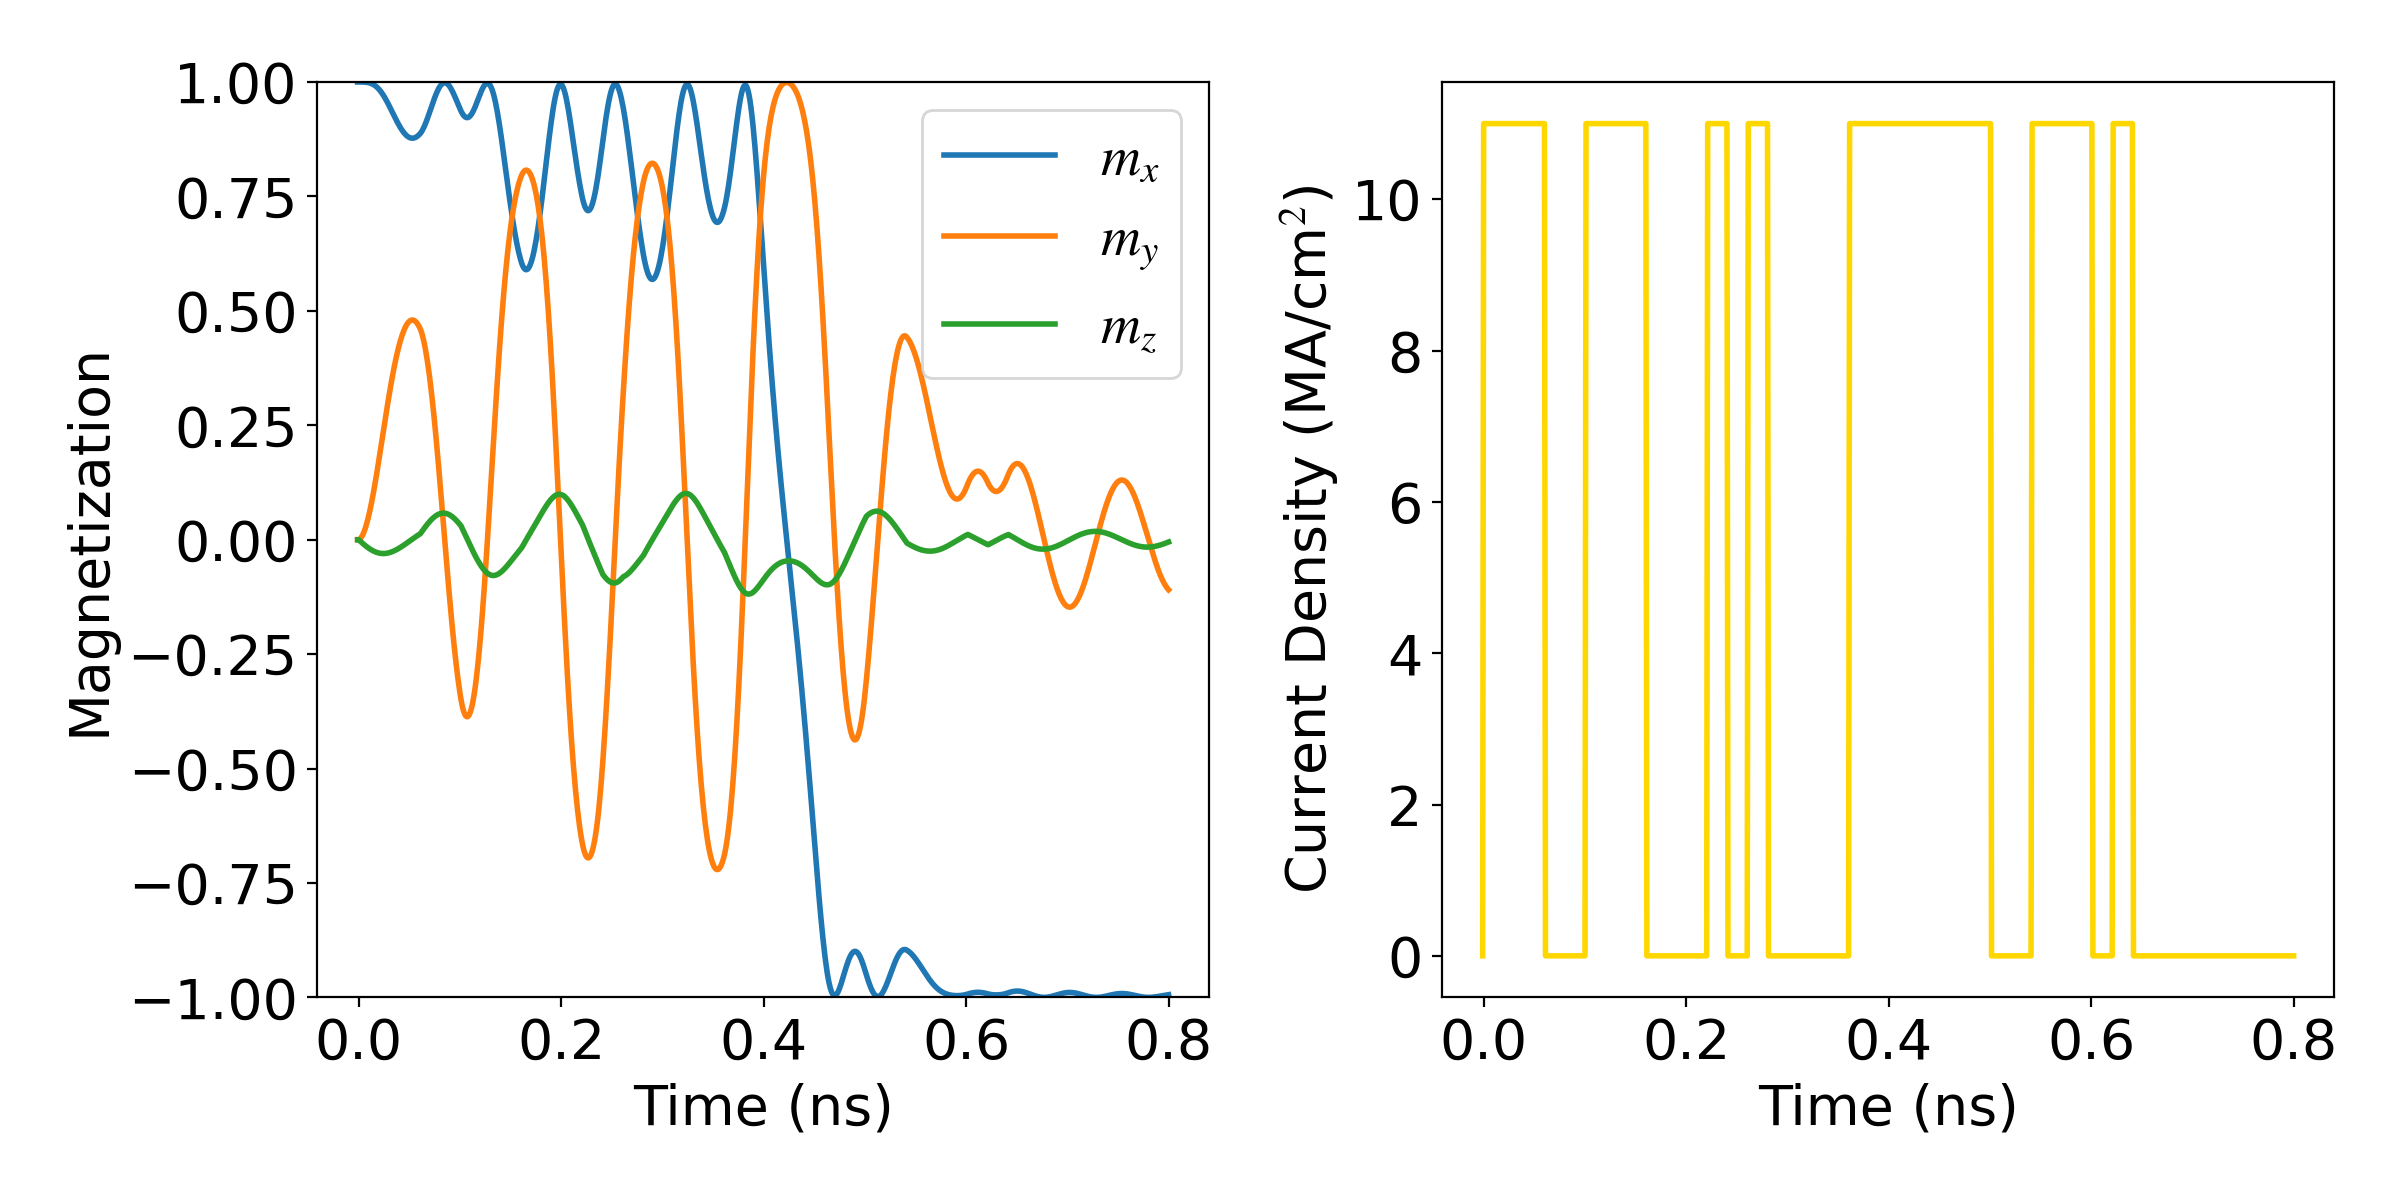 1.00
0.75
0.50
0.25
0.00
−0.25
−0.50
−0.75
−1.00
Magnetization
0.0 0.2 0.4 0.6 0.8
Time (ns)
m_x
m_y
m_z
10
8
6
4
2
0
Current Density (MA/cm²)
0.0 0.2 0.4 0.6 0.8
Time (ns)